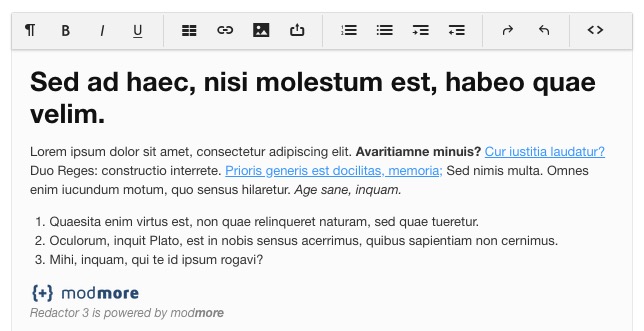 ¶ B I U
Sed ad haec, nisi molestum est, habeo quae
velim.
Lorem ipsum dolor sit amet, consectetur adipiscing elit. Avaritiamne minuis? Cur iustitia laudatur?
Duo Reges: constructio interrete. Prioris generis est docilitas, memoria; Sed nimis multa. Omnes
enim iucundum motum, quo sensus hilaretur. Age sane, inquam.
1. Quaesita enim virtus est, non quae relinqueret naturam, sed quae tueretur.
2. Oculorum, inquit Plato, est in nobis sensus acerrimus, quibus sapientiam non cernimus.
3. Mihi, inquam, qui te id ipsum rogavi?
{+} modmore
Redactor 3 is powered by modmore